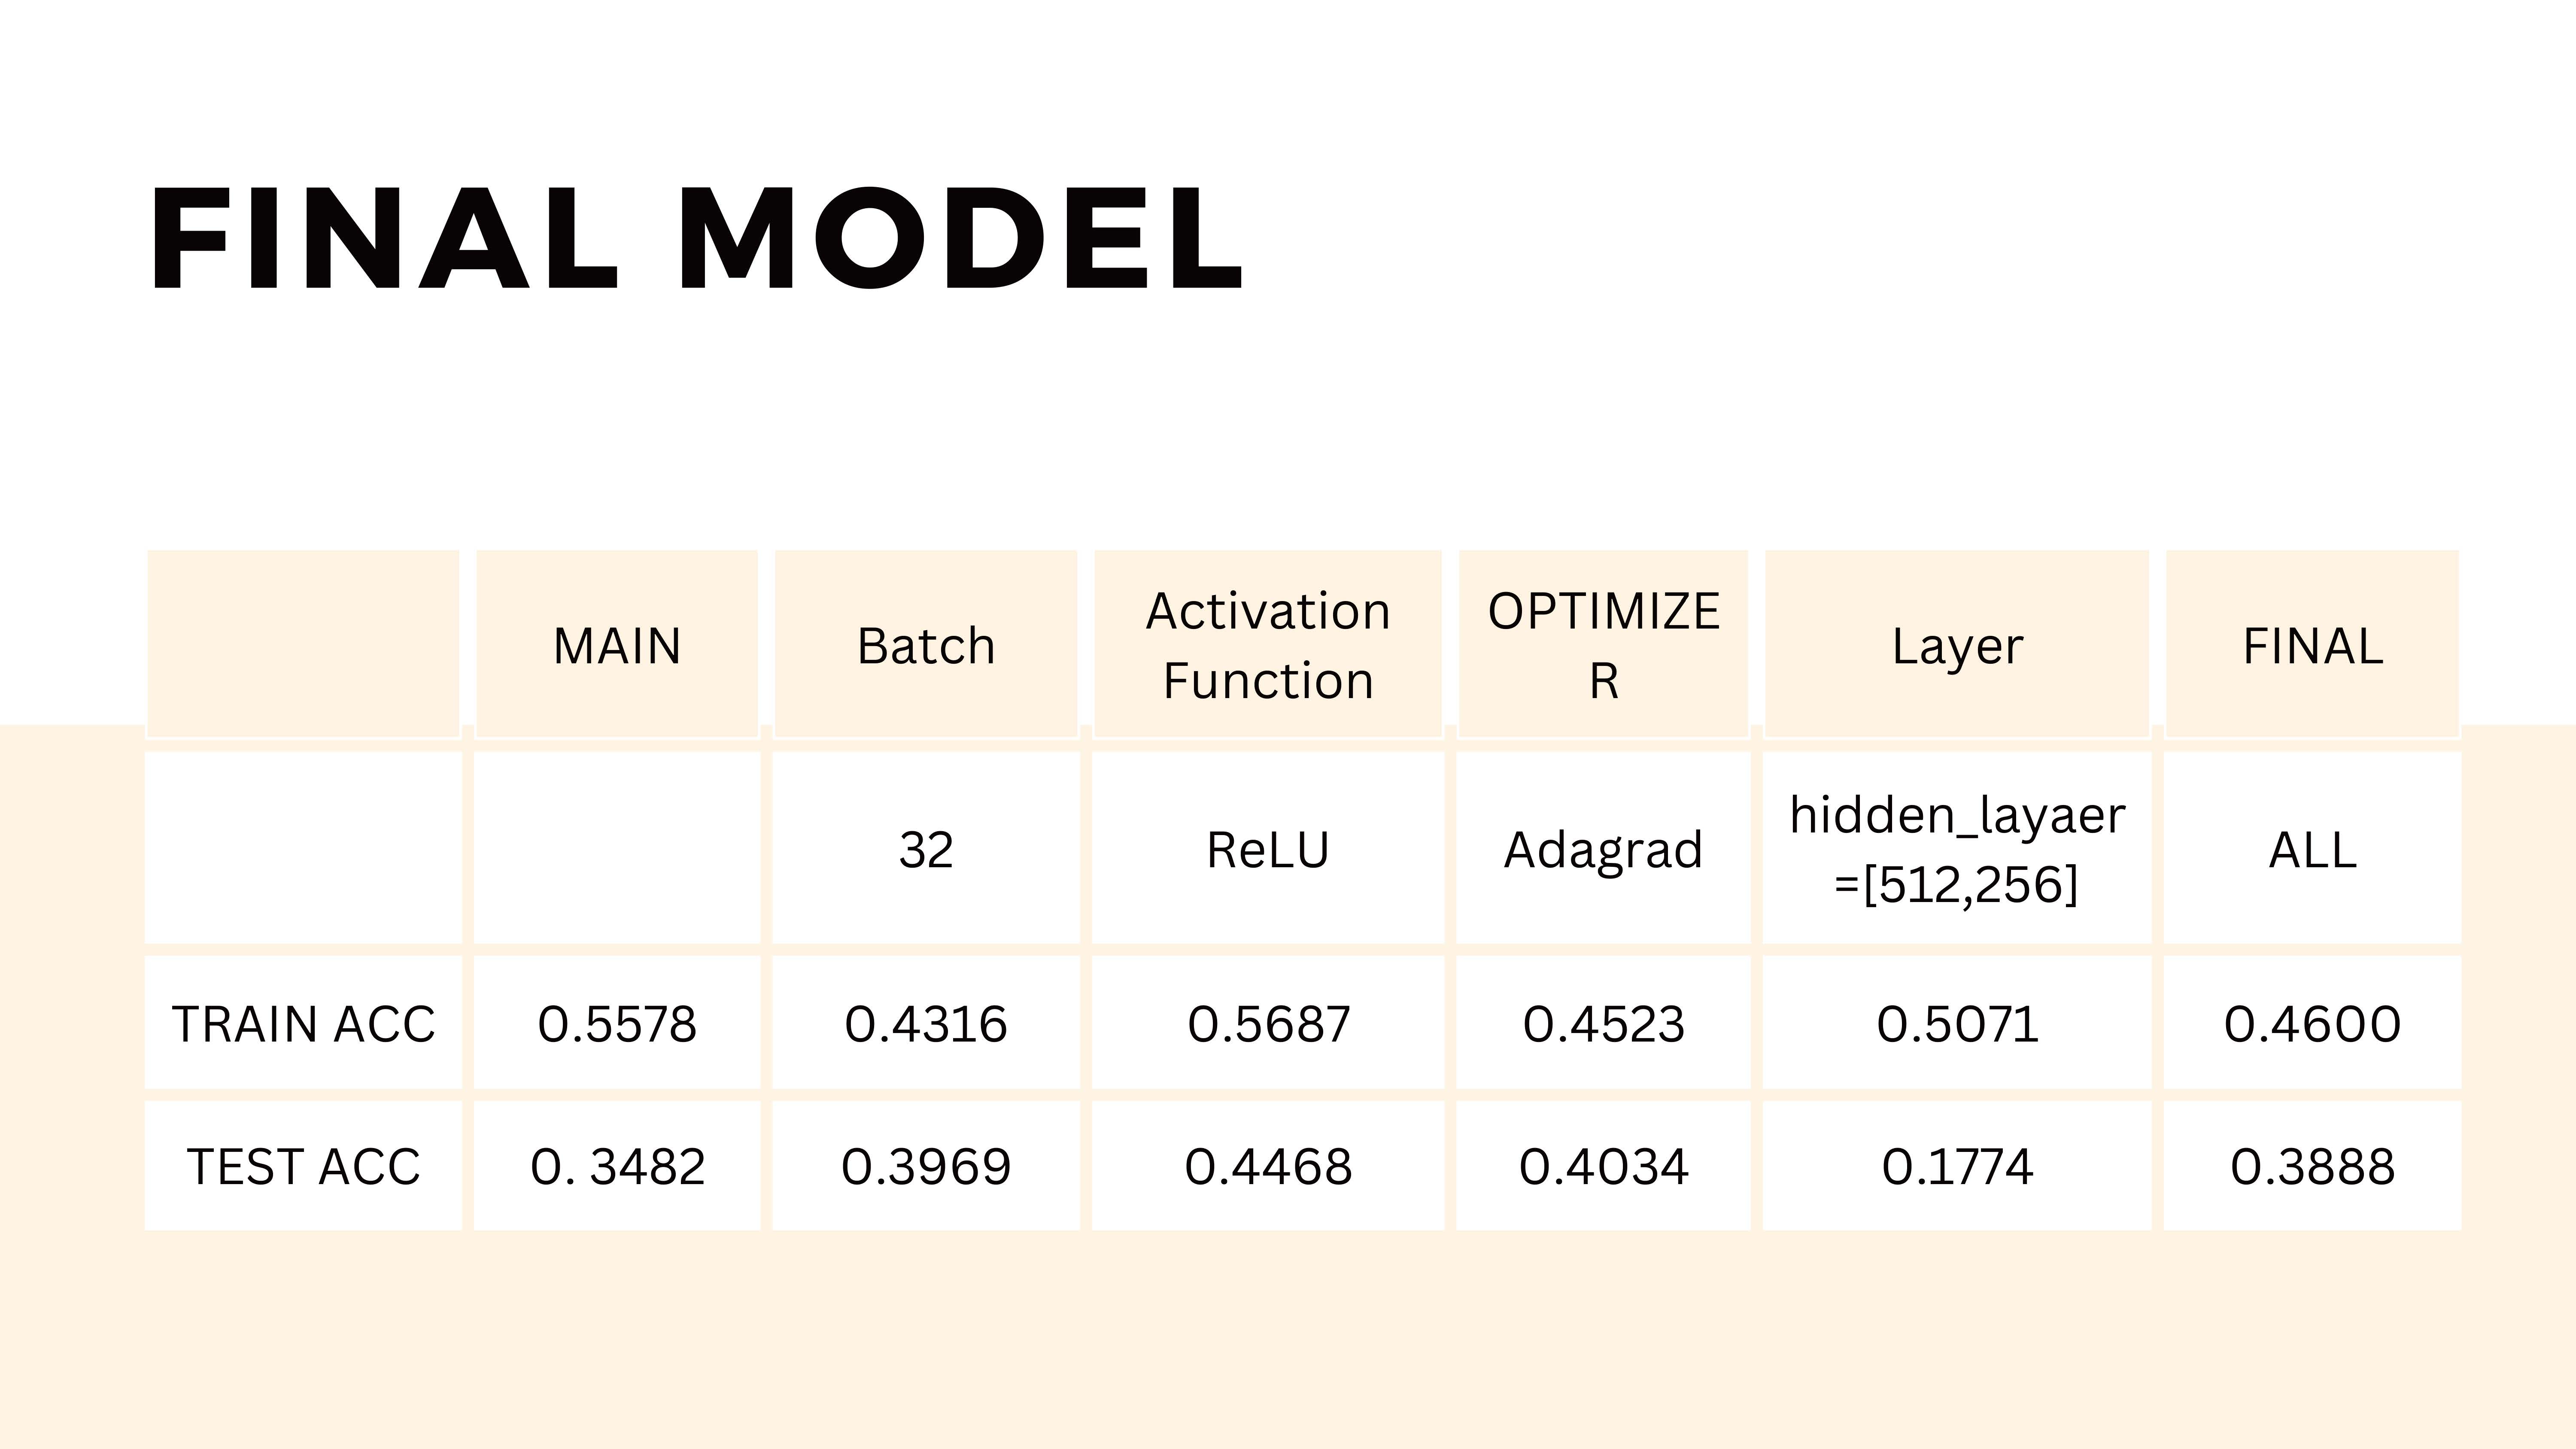 FINAL MODEL
MAIN Batch Activation Function OPTIMIZE R Layer FINAL
32 ReLU Adagrad hidden_layaer =[512,256] ALL
TRAIN ACC 0.5578 0.4316 0.5687 0.4523 0.5071 0.4600
TEST ACC 0. 3482 0.3969 0.4468 0.4034 0.1774 0.3888